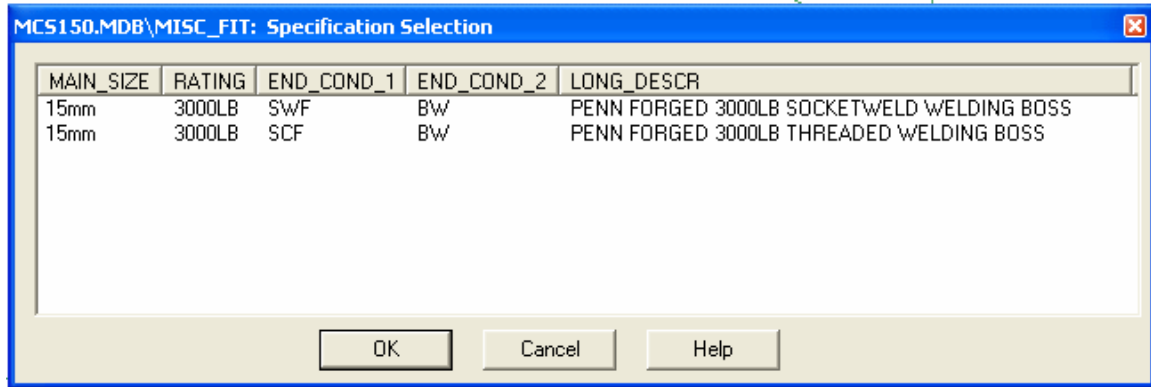 MCS150.MDB\MISC_FIT: Specification Selection
MAIN_SIZE RATING END_COND_1 END_COND_2 LONG_DESCR
15mm 3000LB SWF BW PENN FORGED 3000LB SOCKETWELD WELDING BOSS
15mm 3000LB SCF BW PENN FORGED 3000LB THREADED WELDING BOSS
OK Cancel Help